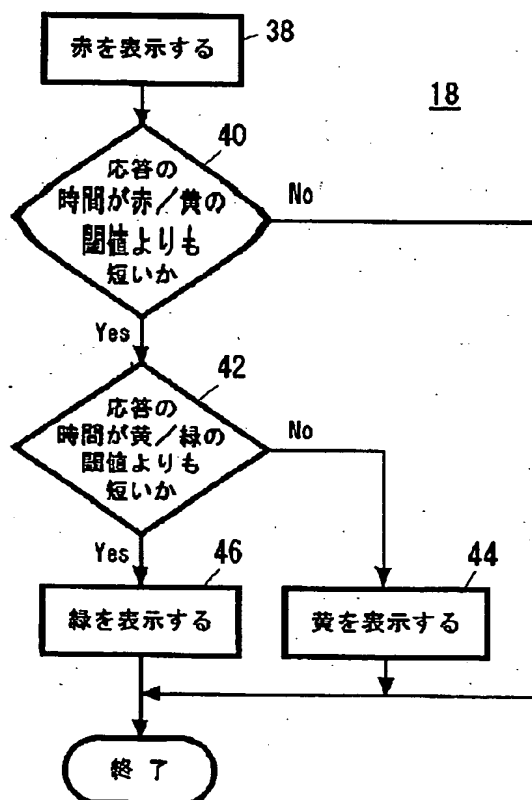 赤を表示する
38
18
40
応答の
時間が赤/黄の
閾値よりも
短いか
No
Yes
42
応答の
時間が黄/緑の
閾値よりも
短いか
No
Yes
46
緑を表示する
44
黄を表示する
終了